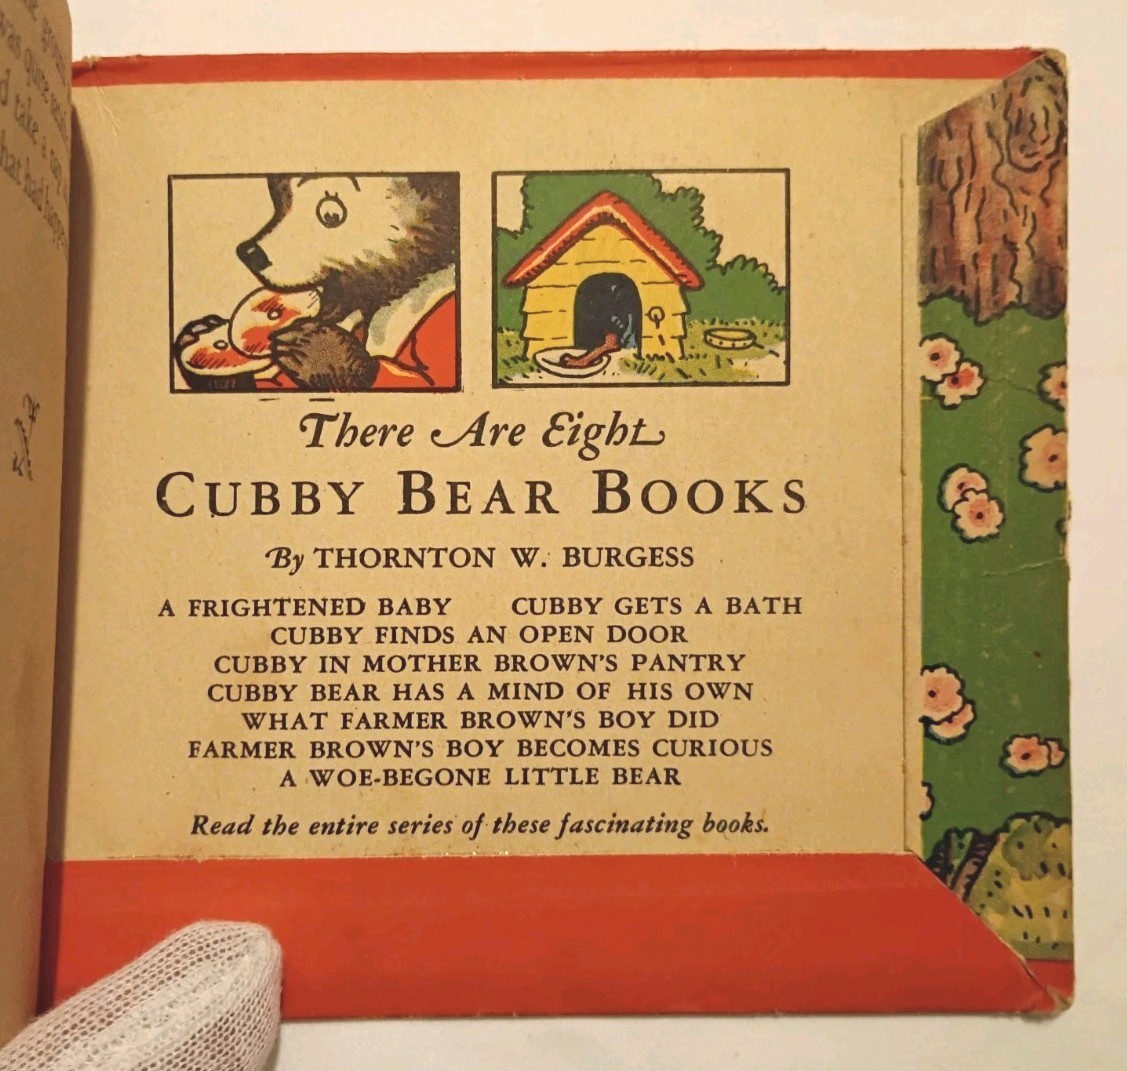 There Are Eight
CUBBY BEAR BOOKS
By THORNTON W. BURGESS
A FRIGHTENED BABY CUBBY GETS A BATH
CUBBY FINDS AN OPEN DOOR
CUBBY IN MOTHER BROWN'S PANTRY
CUBBY BEAR HAS A MIND OF HIS OWN
WHAT FARMER BROWN'S BOY DID
FARMER BROWN'S BOY BECOMES CURIOUS
A WOE-BEGONE LITTLE BEAR
Read the entire series of these fascinating books.